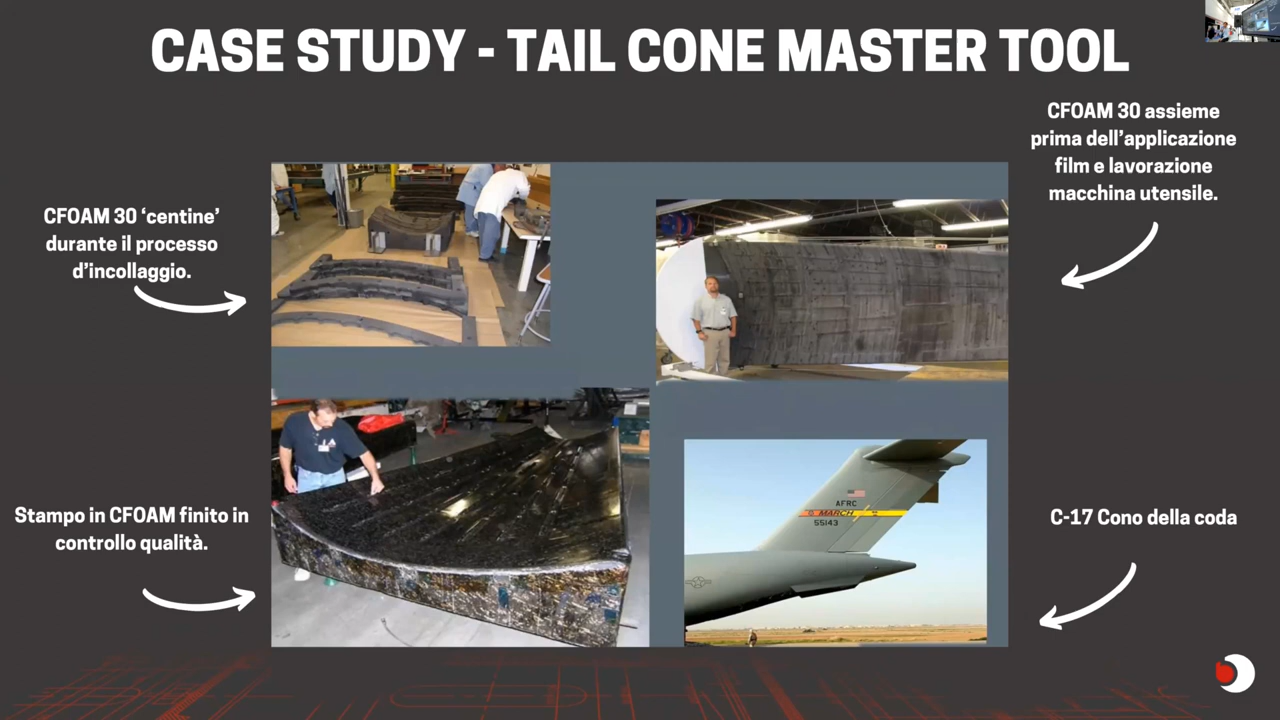 CASE STUDY - TAIL CONE MASTER TOOL
CFOAM 30 assieme
prima dell'applicazione
film e lavorazione
macchina utensile.
CFOAM 30 ‘centine’
durante il processo
d'incollaggio.
Stampo in CFOAM finito in
controllo qualità.
AFRC
MARCH
55143
C-17 Cono della coda